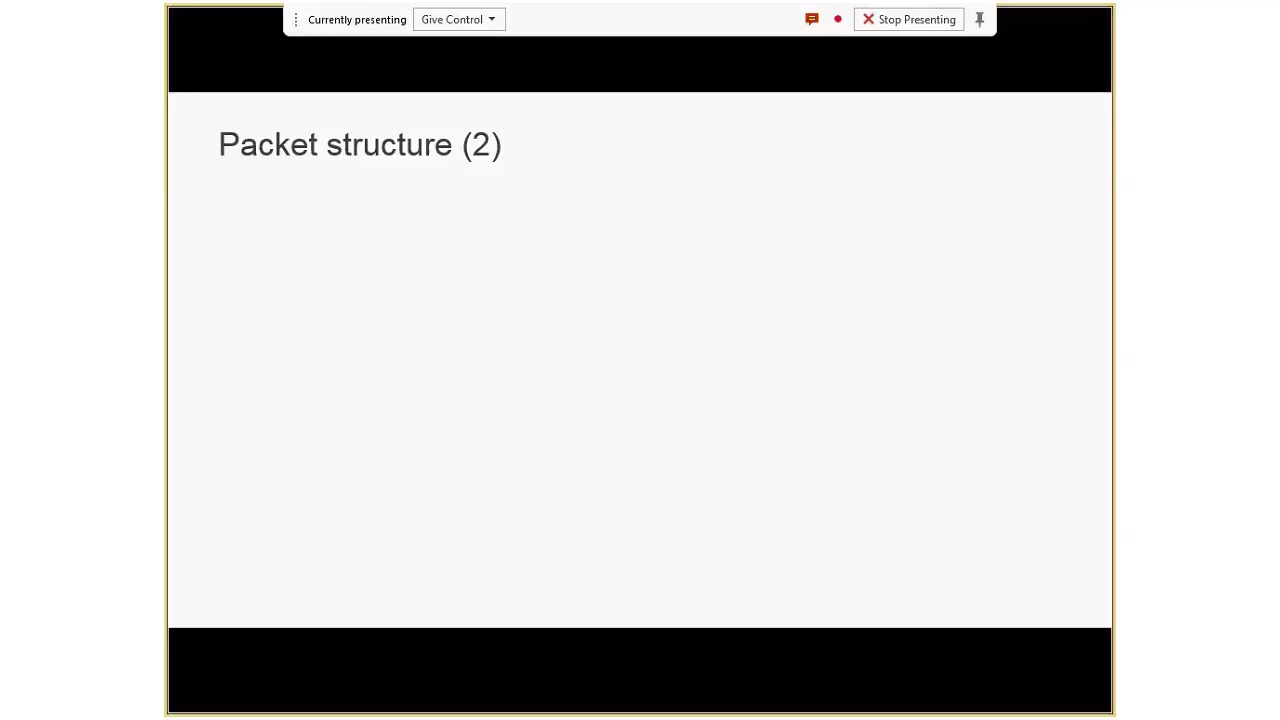 Currently presenting Give Control Stop Presenting
Packet structure (2)